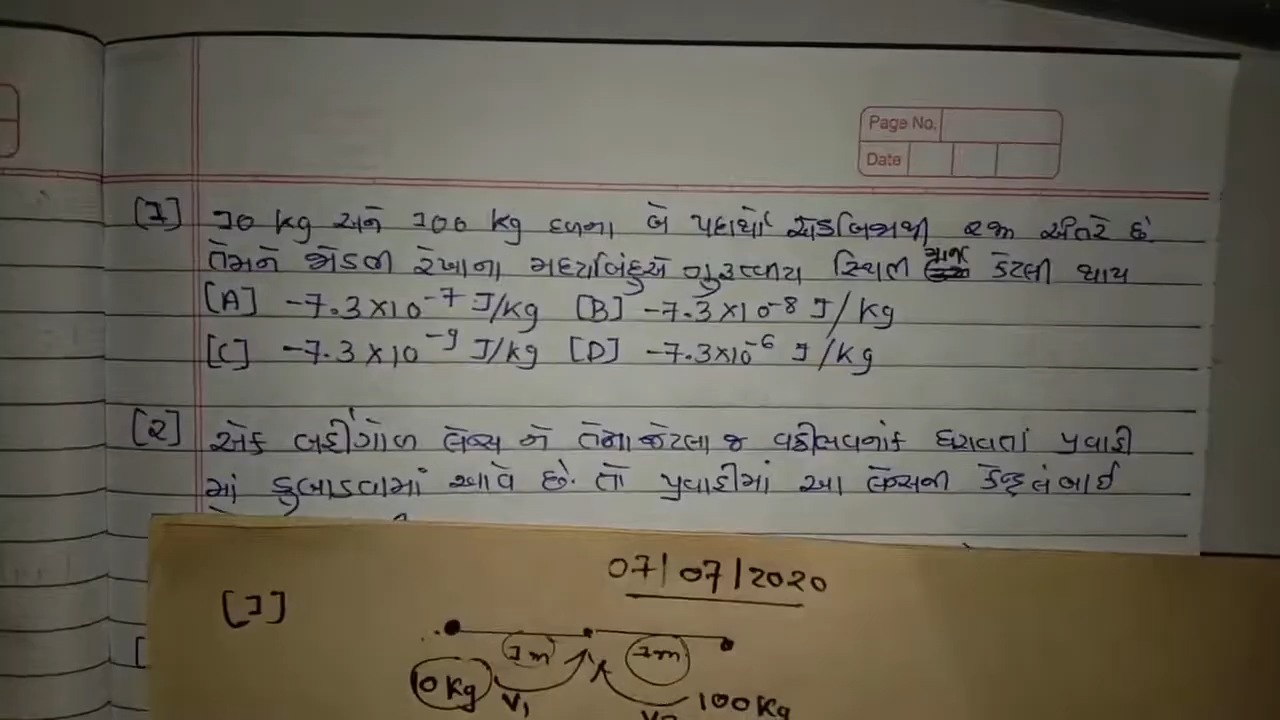 Page No.
Date
[1] 10 kg અને 100 kg દળના બે પદાર્થો એકબિજાથી 2 m અંતરે છે
તેમને જોડતી રેખાના મધ્યબિંદુએ ગુરુત્વીય સ્થિતિ માન કેટલી થાય
[A] -7.3×10⁻⁷ J/kg [B] -7.3×10⁻⁸ J/kg
[C] -7.3×10⁻⁹ J/kg [D] -7.3×10⁻⁶ J/kg
[2] એક બર્હીગોળ લેન્સ ને તેના જેટલા જ વક્રીભવનાંક ધરાવતાં પ્રવાહી
માં ડુબાડવામાં આવે છે. તો પ્રવાહીમાં આ લેન્સની કેન્દ્રલંબાઈ
07/07/2020
[1]
1m 1m
10 kg V₁ 100 kg